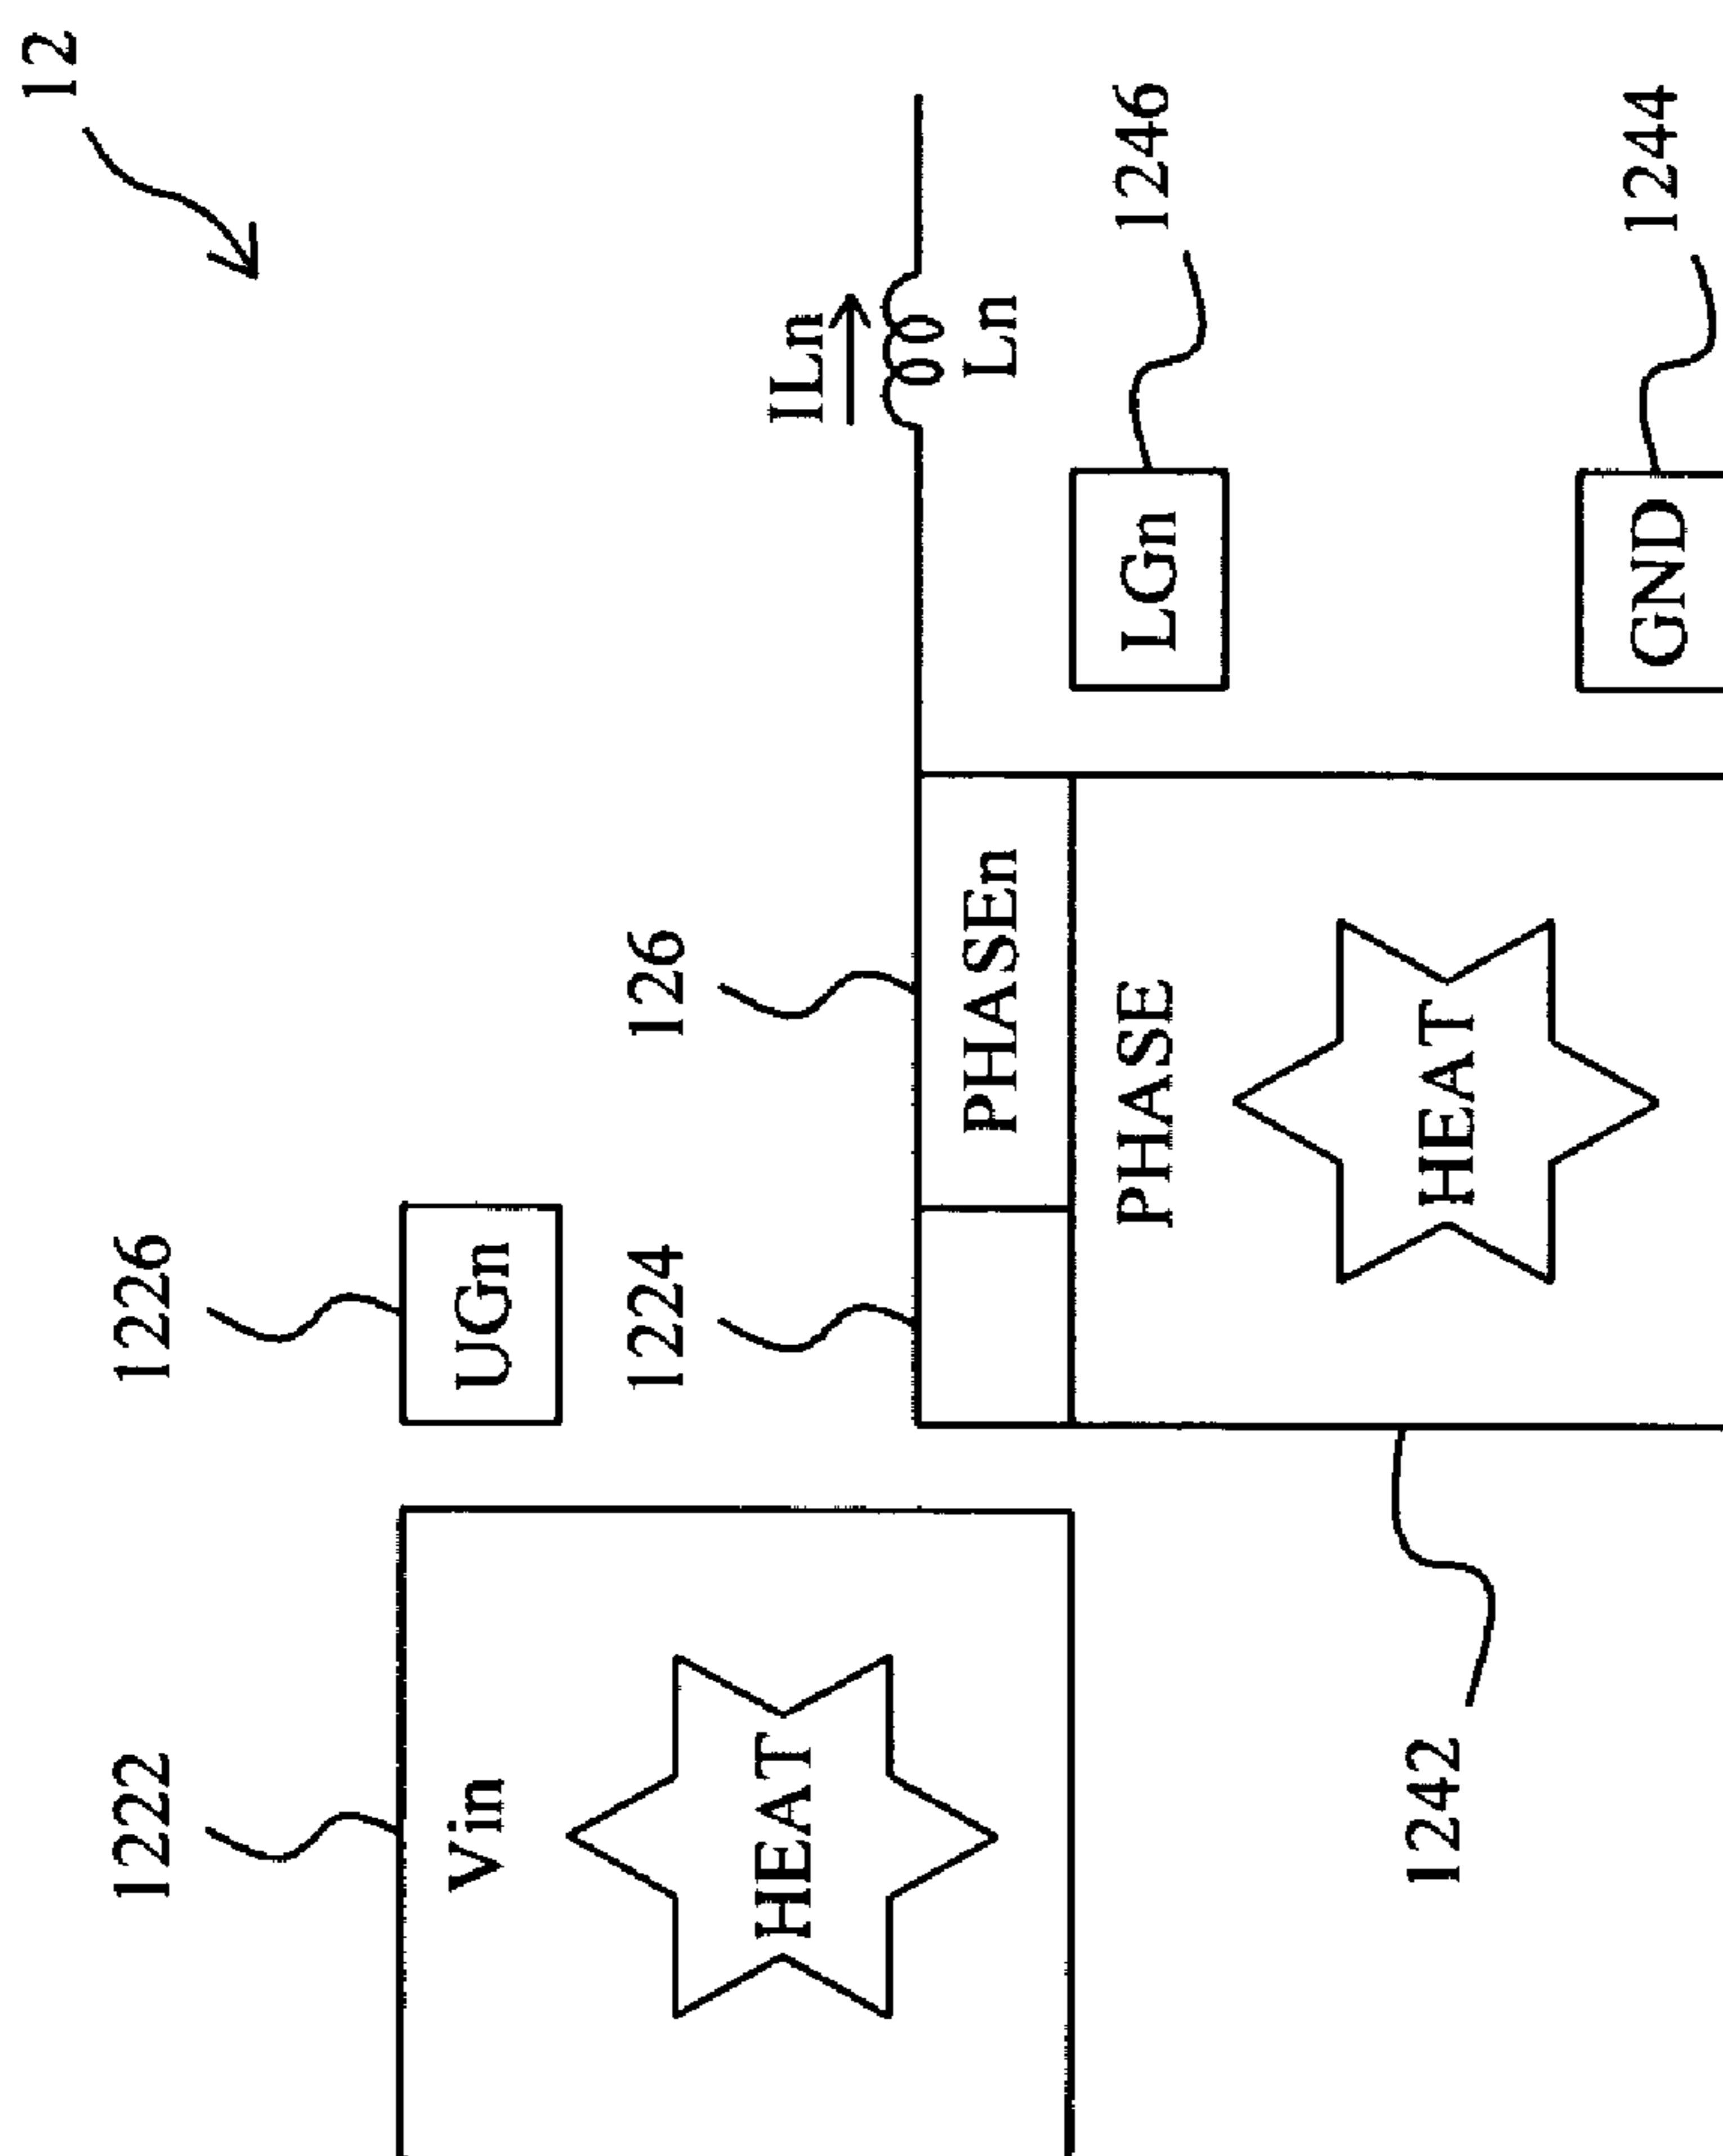 12
1222
1226
Vin
UGn
HEAT
1224
126
ILn
PHASEn
Ln
PHASE
LGn
1246
1242
HEAT
GND
1244